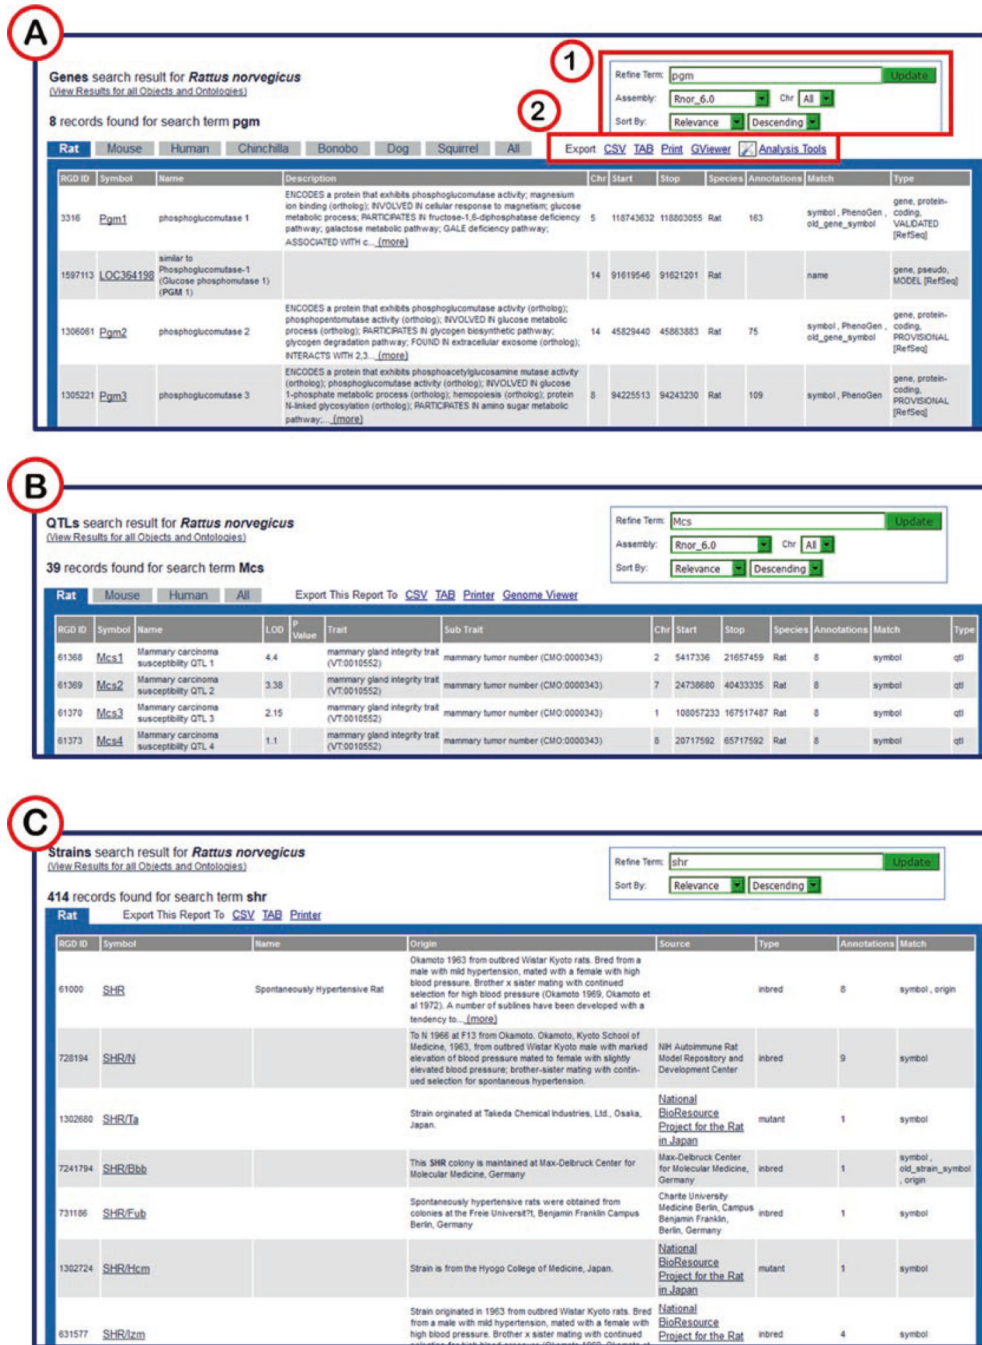 A
Genes search result for Rattus norvegicus
(View Results for all Objects and Ontologies)
8 records found for search term pgm
1
Refine Term: pgm Update
Assembly: Rnor_6.0 Chr All
Sort By: Relevance Descending
2
Rat Mouse Human Chinchilla Bonobo Dog Squirrel All Export CSV TAB Print GViewer Analysis Tools
RGD ID Symbol Name Description Chr Start Stop Species Annotations Match Type
3316 Pgm1 phosphoglucomutase 1
ENCODES a protein that exhibits phosphoglucomutase activity; magnesium
ion binding (ortholog); INVOLVED IN cellular response to magnetism; glucose
metabolic process; PARTICIPATES IN fructose-1,6-diphosphatase deficiency
pathway; galactose metabolic pathway; GALE deficiency pathway;
ASSOCIATED WITH c... (more)
5 118743632 118803055 Rat 163
symbol , PhenoGen ,
old_gene_symbol
gene, protein-
coding,
VALIDATED
[RefSeq]
1597113 LOC364198
similar to
Phosphoglucomutase-1
(Glucose phosphomutase 1)
(PGM 1)
14 91619546 91621201 Rat name
gene, pseudo,
MODEL [RefSeq]
1306061 Pgm2 phosphoglucomutase 2
ENCODES a protein that exhibits phosphoglucomutase activity (ortholog);
phosphopentomutase activity (ortholog); INVOLVED IN glucose metabolic
process (ortholog); PARTICIPATES IN glycogen biosynthetic pathway;
glycogen degradation pathway; FOUND IN extracellular exosome (ortholog);
INTERACTS WITH 2,3... (more)
14 45829440 45863883 Rat 75
symbol , PhenoGen ,
old_gene_symbol
gene, protein-
coding,
PROVISIONAL
[RefSeq]
1305221 Pgm3 phosphoglucomutase 3
ENCODES a protein that exhibits phosphoacetylglucosamine mutase activity
(ortholog); phosphoglucomutase activity (ortholog); INVOLVED IN glucose
1-phosphate metabolic process (ortholog); hemopoiesis (ortholog); protein
N-linked glycosylation (ortholog); PARTICIPATES IN amino sugar metabolic
pathway;... (more)
8 94225513 94243230 Rat 109
symbol , PhenoGen
gene, protein-
coding,
PROVISIONAL
[RefSeq]
B
QTLs search result for Rattus norvegicus
(View Results for all Objects and Ontologies)
39 records found for search term Mcs
Refine Term: Mcs Update
Assembly: Rnor_6.0 Chr All
Sort By: Relevance Descending
Rat Mouse Human All Export This Report To CSV TAB Printer Genome Viewer
RGD ID Symbol Name LOD P Value Trait Sub Trait Chr Start Stop Species Annotations Match Type
61368 Mcs1
Mammary carcinoma
susceptibility QTL 1
4.4
mammary gland integrity trait
(VT:0010552)
mammary tumor number (CMO:0000343) 2 5417336 21657459 Rat 8 symbol qtl
61369 Mcs2
Mammary carcinoma
susceptibility QTL 2
3.38
mammary gland integrity trait
(VT:0010552)
mammary tumor number (CMO:0000343) 7 24738680 40433335 Rat 8 symbol qtl
61370 Mcs3
Mammary carcinoma
susceptibility QTL 3
2.15
mammary gland integrity trait
(VT:0010552)
mammary tumor number (CMO:0000343) 1 108057233 167517487 Rat 8 symbol qtl
61373 Mcs4
Mammary carcinoma
susceptibility QTL 4
1.1
mammary gland integrity trait
(VT:0010552)
mammary tumor number (CMO:0000343) 8 20717592 65717592 Rat 8 symbol qtl
C
Strains search result for Rattus norvegicus
(View Results for all Objects and Ontologies)
414 records found for search term shr
Refine Term: shr Update
Sort By: Relevance Descending
Rat Export This Report To CSV TAB Printer
RGD ID Symbol Name Origin Source Type Annotations Match
61000 SHR Spontaneously Hypertensive Rat
Okamoto 1963 from outbred Wistar Kyoto rats. Bred from a
male with mild hypertension, mated with a female with high
blood pressure. Brother x sister mating with continued
selection for high blood pressure (Okamoto 1969, Okamoto et
al 1972). A number of sublines have been developed with a
tendency to... (more)
inbred 8 symbol , origin
728194 SHR/N
To N 1966 at F13 from Okamoto. Okamoto, Kyoto School of
Medicine, 1963, from outbred Wistar Kyoto male with marked
elevation of blood pressure mated to female with slightly
elevated blood pressure; brother-sister mating with contin-
ued selection for spontaneous hypertension.
NIH Autoimmune Rat
Model Repository and
Development Center
inbred 9 symbol
1302680 SHR/Ta
Strain orginated at Takeda Chemical Industries, Ltd., Osaka,
Japan.
National
BioResource
Project for the Rat
in Japan
mutant 1 symbol
7241794 SHR/Bbb
This SHR colony is maintained at Max-Delbruck Center for
Molecular Medicine, Germany
Max-Delbruck Center
for Molecular Medicine,
Germany
inbred 1
symbol ,
old_strain_symbol
, origin
731186 SHR/Fub
Spontaneously hypertensive rats were obtained from
colonies at the Freie Universit?t, Benjamin Franklin Campus
Berlin, Germany
Charite University
Medicine Berlin, Campus
Benjamin Franklin,
Berlin, Germany
inbred 1 symbol
1302724 SHR/Hcm
Strain is from the Hyogo College of Medicine, Japan.
National
BioResource
Project for the Rat
in Japan
mutant 1 symbol
631577 SHR/Izm
Strain originated in 1963 from outbred Wistar Kyoto rats. Bred
from a male with mild hypertension, mated with a female with
high blood pressure. Brother x sister mating with continued
National
BioResource
Project for the Rat
inbred 4 symbol